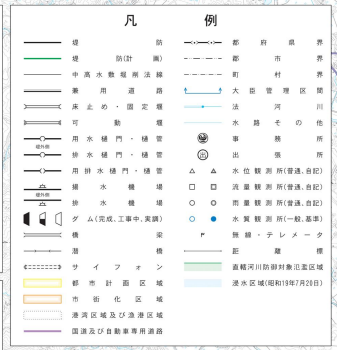 凡例
堤防
堤防(計画)
中高水敷堤削法線
兼用道路
床止め・固定堰
可動堰
用水樋門・樋管
堤外側
排水樋門・樋管
用排水樋門・樋管
揚水機場
堤外側
排水機場
ダム(完成、工事中、実調)
橋梁
潜橋
サイフォン
都市計画区域
市街化区域
港湾区域及び漁港区域
国道及び自動車専用道路
都府県界
郡市界
町村界
大臣管理区間
法河川
水路その他
事務所
出張所
出
水位観測所(普通、自記)
流量観測所(普通、自記)
雨量観測所(普通、自記)
水質観測所(一般、基準)
無線・テレメータ
距離標
直轄河川防御対象氾濫区域
浸水区域(昭和19年7月20日)